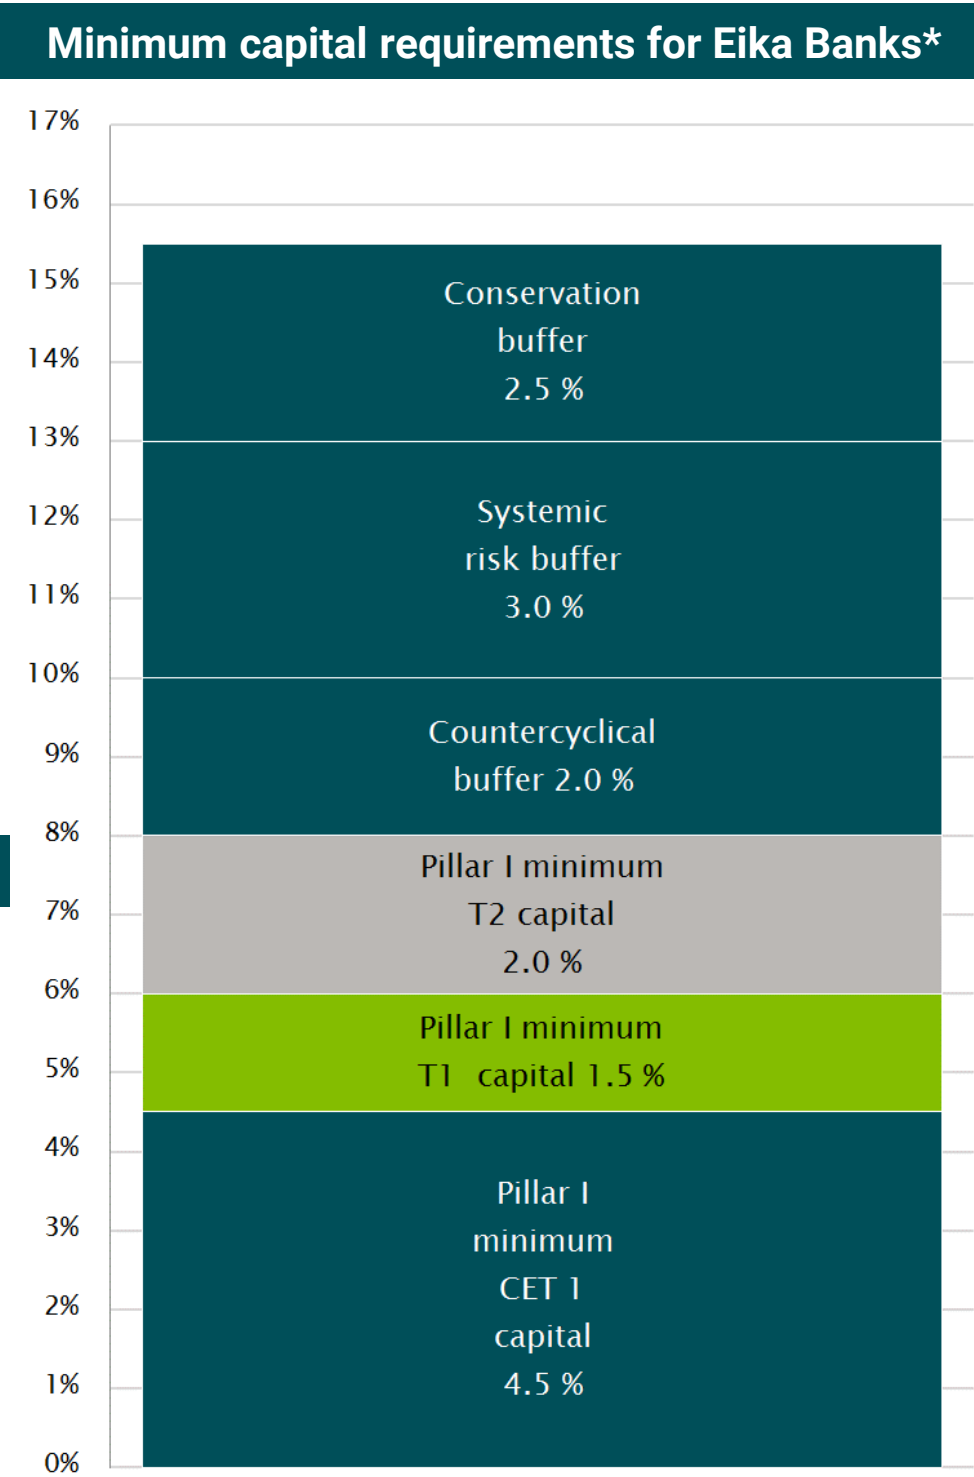 Minimum capital requirements for Eika Banks*
17%
16%
15%
14%
13%
12%
11%
10%
9%
8%
7%
6%
5%
4%
3%
2%
1%
0%
Conservation
buffer
2.5 %
Systemic
risk buffer
3.0 %
Countercyclical
buffer 2.0 %
Pillar I minimum
T2 capital
2.0 %
Pillar I minimum
T1 capital 1.5 %
Pillar I
minimum
CET 1
capital
4.5 %